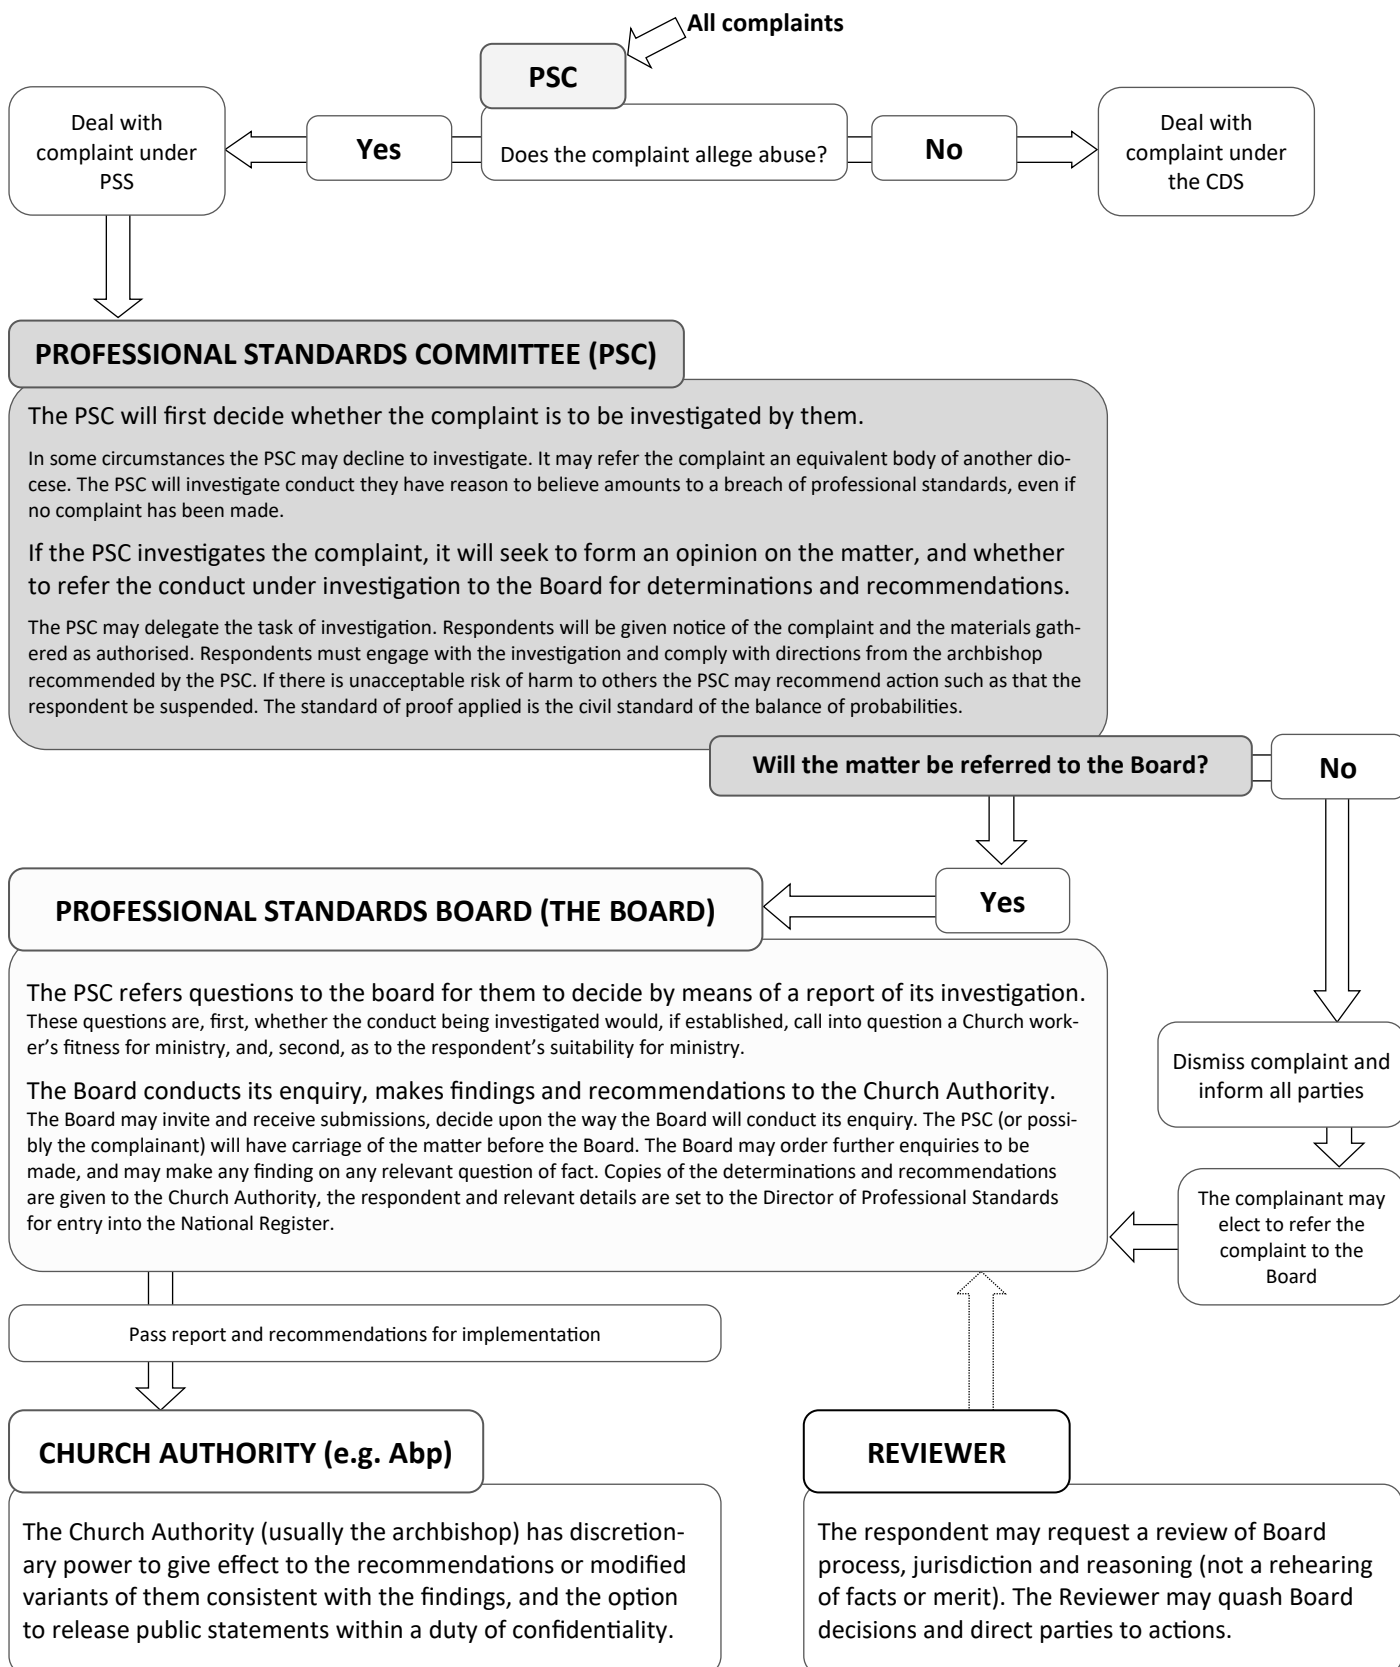 All complaints
PSC
Deal with
complaint under
PSS
Yes
Does the complaint allege abuse?
No
Deal with
complaint under
the CDS
PROFESSIONAL STANDARDS COMMITTEE (PSC)
The PSC will first decide whether the complaint is to be investigated by them.
In some circumstances the PSC may decline to investigate. It may refer the complaint an equivalent body of another dio-
cese. The PSC will investigate conduct they have reason to believe amounts to a breach of professional standards, even if
no complaint has been made.
If the PSC investigates the complaint, it will seek to form an opinion on the matter, and whether
to refer the conduct under investigation to the Board for determinations and recommendations.
The PSC may delegate the task of investigation. Respondents will be given notice of the complaint and the materials gath-
ered as authorised. Respondents must engage with the investigation and comply with directions from the archbishop
recommended by the PSC. If there is unacceptable risk of harm to others the PSC may recommend action such as that the
respondent be suspended. The standard of proof applied is the civil standard of the balance of probabilities.
Will the matter be referred to the Board?
No
Yes
PROFESSIONAL STANDARDS BOARD (THE BOARD)
The PSC refers questions to the board for them to decide by means of a report of its investigation.
These questions are, first, whether the conduct being investigated would, if established, call into question a Church work-
er's fitness for ministry, and, second, as to the respondent's suitability for ministry.
The Board conducts its enquiry, makes findings and recommendations to the Church Authority.
The Board may invite and receive submissions, decide upon the way the Board will conduct its enquiry. The PSC (or possi-
bly the complainant) will have carriage of the matter before the Board. The Board may order further enquiries to be
made, and may make any finding on any relevant question of fact. Copies of the determinations and recommendations
are given to the Church Authority, the respondent and relevant details are set to the Director of Professional Standards
for entry into the National Register.
Dismiss complaint and
inform all parties
The complainant may
elect to refer the
complaint to the
Board
Pass report and recommendations for implementation
CHURCH AUTHORITY (e.g. Abp)
The Church Authority (usually the archbishop) has discretion-
ary power to give effect to the recommendations or modified
variants of them consistent with the findings, and the option
to release public statements within a duty of confidentiality.
REVIEWER
The respondent may request a review of Board
process, jurisdiction and reasoning (not a rehearing
of facts or merit). The Reviewer may quash Board
decisions and direct parties to actions.